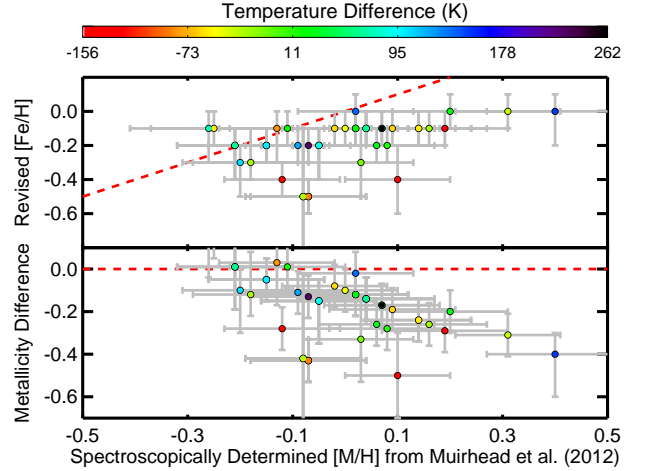 Temperature Difference (K)
-156 -73 11 95 178 262
Revised [Fe/H]
0.0
-0.2
-0.4
-0.6
Metallicity Difference
0.0
-0.2
-0.4
-0.6
-0.5 -0.3 -0.1 0.1 0.3 0.5
Spectroscopically Determined [M/H] from Muirhead et al. (2012)